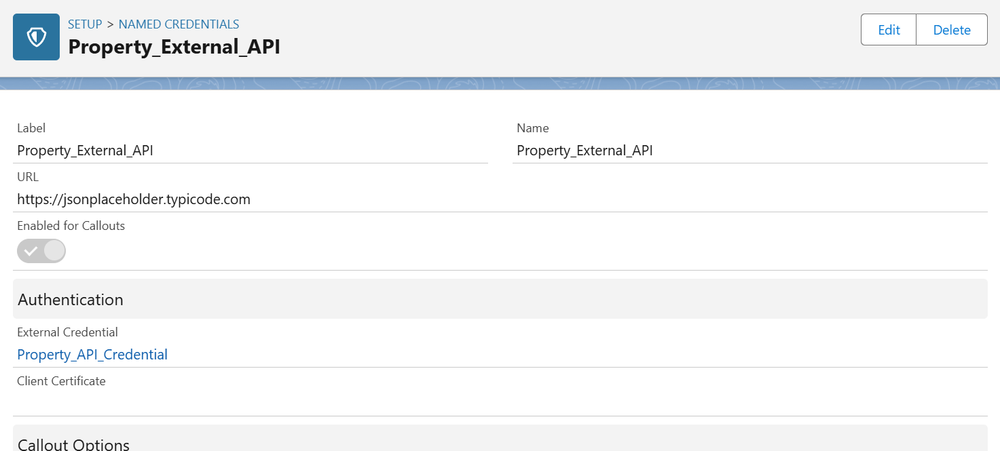 SETUP > NAMED CREDENTIALS
Property_External_API
Edit
Delete
Label
Property_External_API
Name
Property_External_API
URL
https://jsonplaceholder.typicode.com
Enabled for Callouts
Authentication
External Credential
Property_API_Credential
Client Certificate
Callout Options